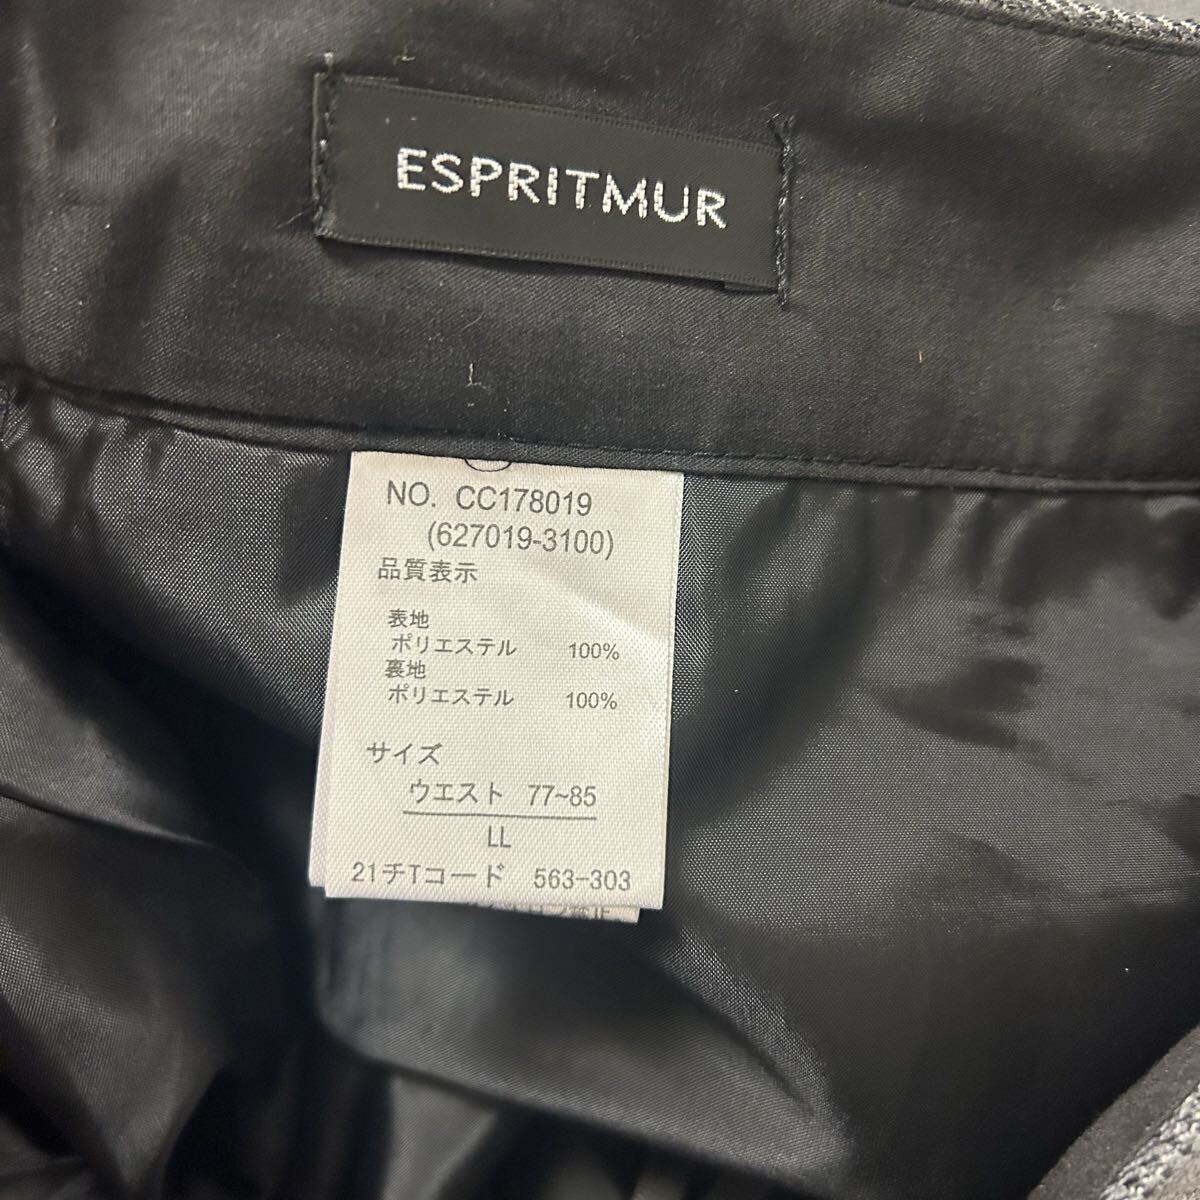 ESPRITMUR
NO. CC178019
(627019-3100)
品質表示
表地
ポリエステル 100%
裏地
ポリエステル 100%
サイズ
ウエスト 77~85
LL
21チTコード 563-303